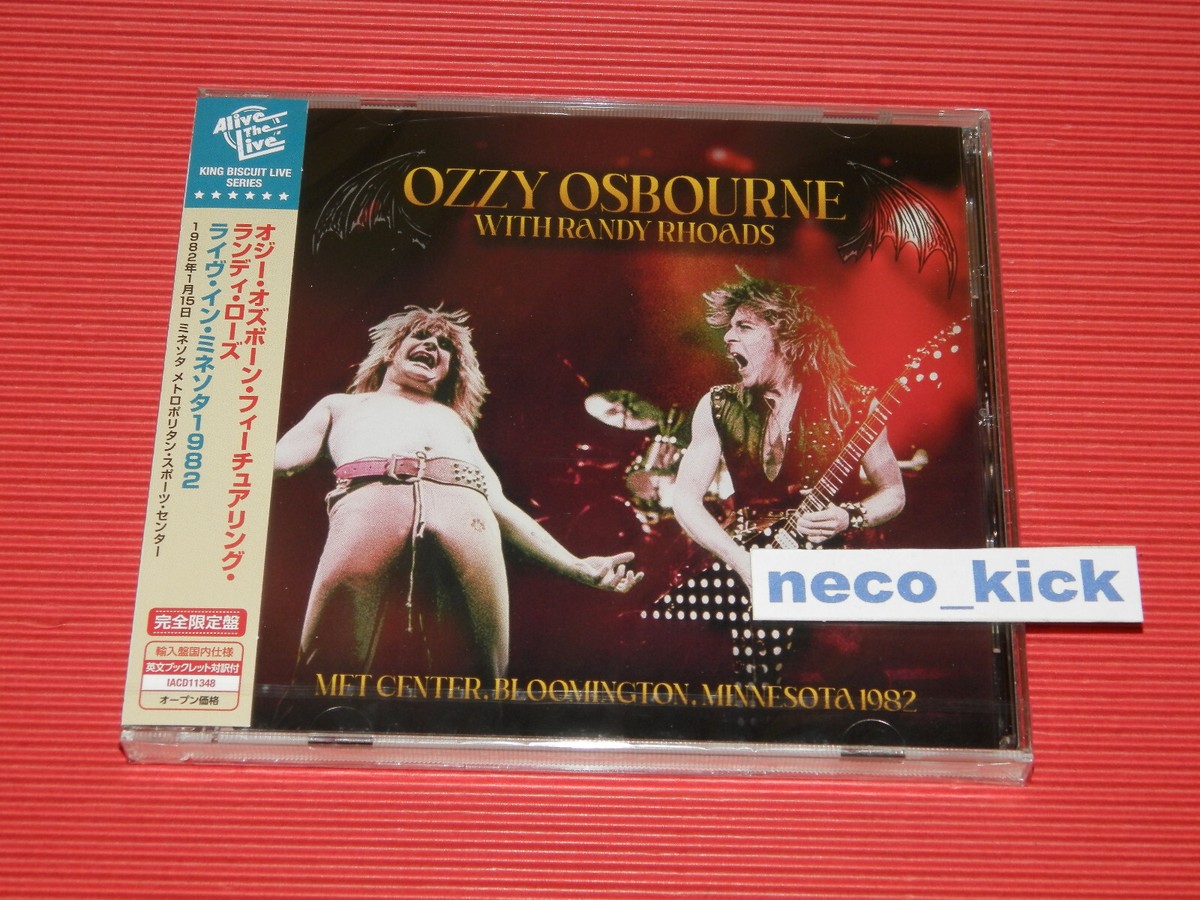 Alive
The
Live
KING BISCUIT LIVE
SERIES
オジー・オズボーン・フィーチュアリング・
ランディ・ローズ
ライヴ・イン・ミネソタ1982
1982年1月15日 ミネソタ メトロポリタン・スポーツ・センター
完全限定盤
輸入盤国内仕様
英文ブックレット対訳付
IACD11348
オープン価格
OZZY OSBOURNE
WITH RANDY RHOADS
MET CENTER, BLOOMINGTON, MINNESOTA 1982
neco_kick